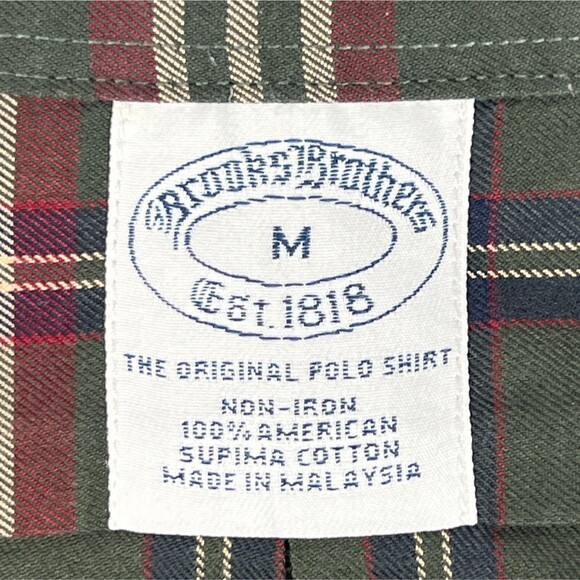 Brooks Brothers
M
Est. 1818
THE ORIGINAL POLO SHIRT
NON-IRON
100% AMERICAN
SUPIMA COTTON
MADE IN MALAYSIA